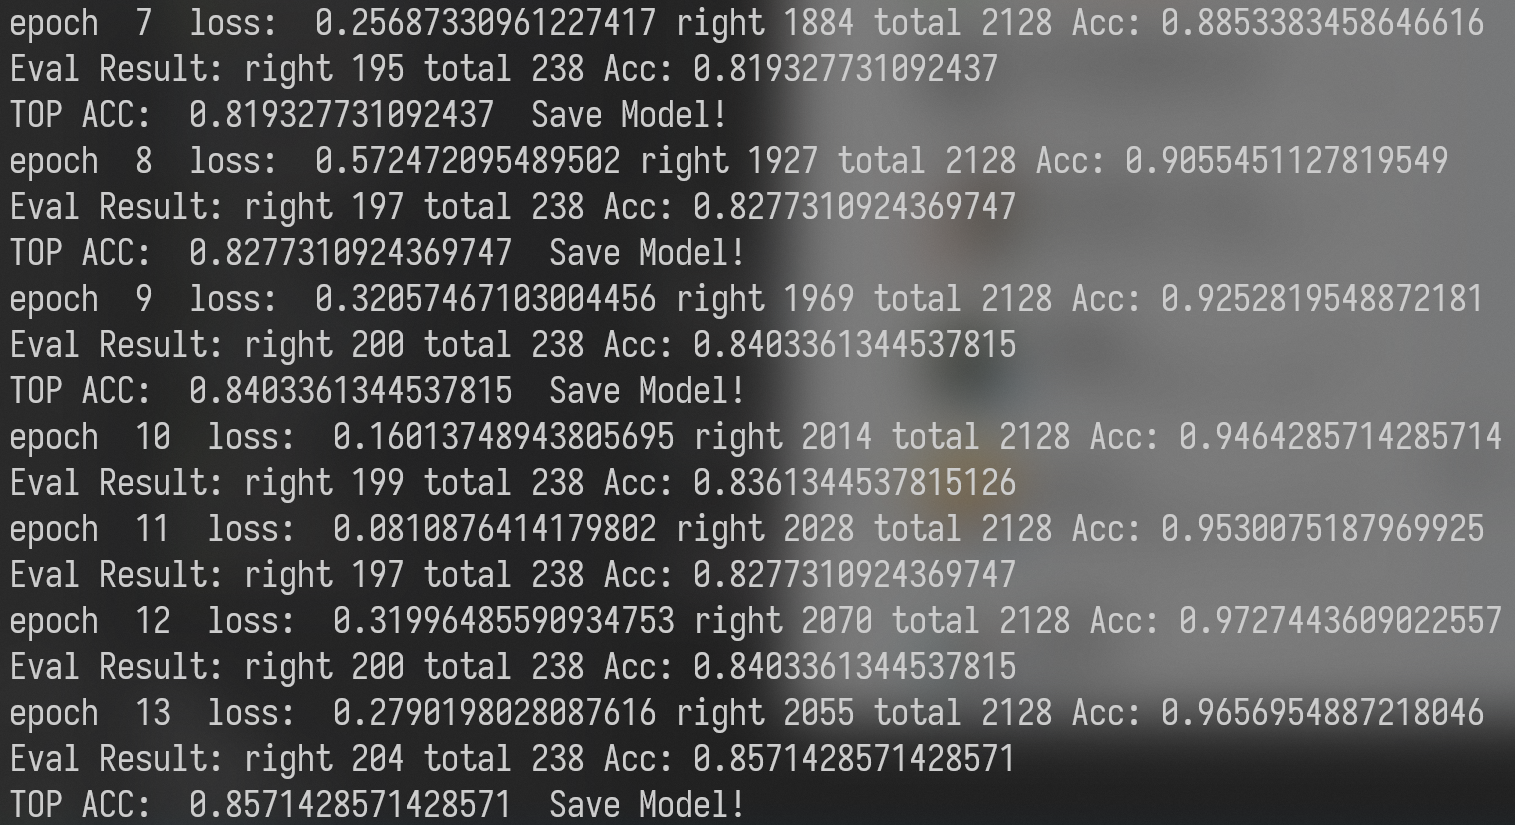 epoch  7  loss:  0.25687330961227417 right 1884 total 2128 Acc: 0.8853383458646616
Eval Result: right 195 total 238 Acc: 0.819327731092437
TOP ACC:  0.819327731092437  Save Model!
epoch  8  loss:  0.572472095489502 right 1927 total 2128 Acc: 0.9055451127819549
Eval Result: right 197 total 238 Acc: 0.8277310924369747
TOP ACC:  0.8277310924369747  Save Model!
epoch  9  loss:  0.32057467103004456 right 1969 total 2128 Acc: 0.9252819548872181
Eval Result: right 200 total 238 Acc: 0.8403361344537815
TOP ACC:  0.8403361344537815  Save Model!
epoch  10  loss:  0.16013748943805695 right 2014 total 2128 Acc: 0.9464285714285714
Eval Result: right 199 total 238 Acc: 0.8361344537815126
epoch  11  loss:  0.0810876414179802 right 2028 total 2128 Acc: 0.9530075187969925
Eval Result: right 197 total 238 Acc: 0.8277310924369747
epoch  12  loss:  0.31996485590934753 right 2070 total 2128 Acc: 0.9727443609022557
Eval Result: right 200 total 238 Acc: 0.8403361344537815
epoch  13  loss:  0.2790198028087616 right 2055 total 2128 Acc: 0.9656954887218046
Eval Result: right 204 total 238 Acc: 0.8571428571428571
TOP ACC:  0.8571428571428571  Save Model!